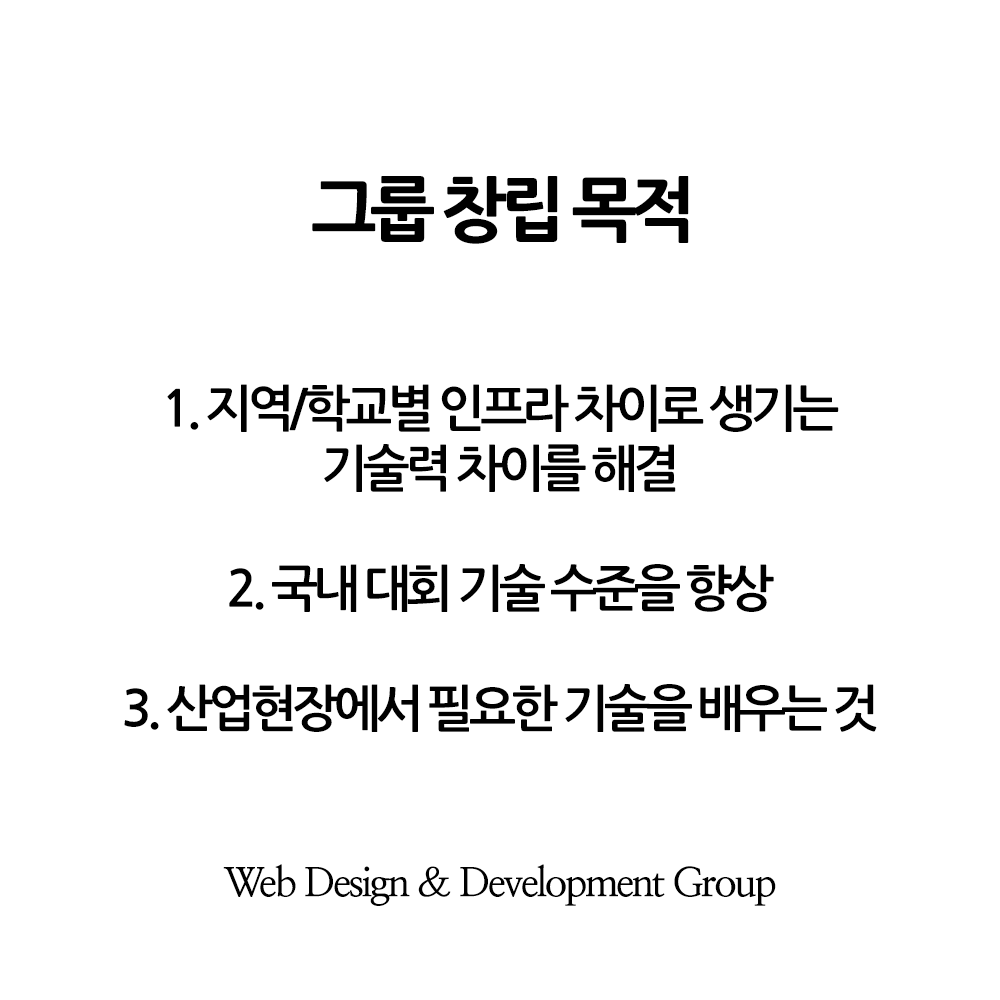 그룹 창립 목적
1. 지역/학교별 인프라 차이로 생기는
기술력 차이를 해결
2. 국내 대회 기술 수준을 향상
3. 산업현장에서 필요한 기술을 배우는 것
Web Design & Development Group